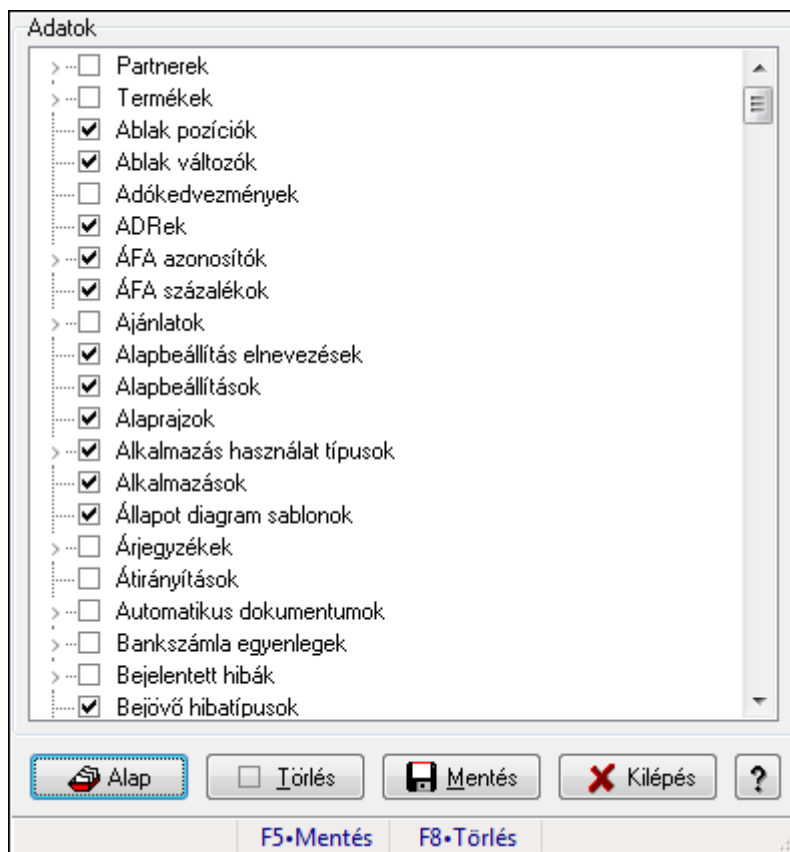 Adatok
Partnerek
Termékek
Ablak pozíciók
Ablak változók
Adókedvezmények
ADRek
ÁFA azonosítók
ÁFA százalékok
Ajánlatok
Alapbeállítás elnevezések
Alapbeállítások
Alaprajzok
Alkalmazás használat típusok
Alkalmazások
Állapot diagram sablonok
Árjegyzékek
Átirányítások
Automatikus dokumentumok
Bankszámla egyenlegek
Bejelentett hibák
Bejövő hibatípusok
Alap Törlés Mentés Kilépés ?
F5•Mentés F8•Törlés